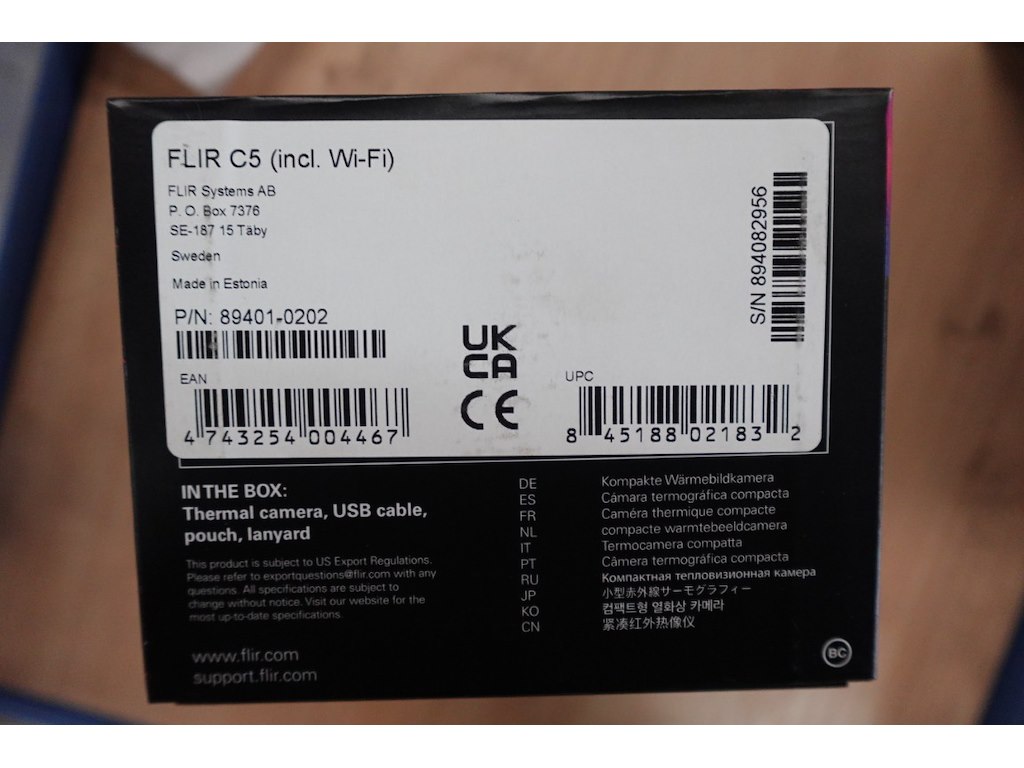 FLIR C5 (incl. Wi-Fi)
FLIR Systems AB
P. O. Box 7376
SE-187 15 Täby
Sweden
Made in Estonia
P/N: 89401-0202
S/N 894082956
UK
CA
CE
EAN
4 743254 004467
UPC
8 45188 02183 2
IN THE BOX:
Thermal camera, USB cable,
pouch, lanyard
This product is subject to US Export Regulations.
Please refer to exportquestions@flir.com with any
questions. All specifications are subject to
change without notice. Visit our website for the
most up-to-date specifications.
www.flir.com
support.flir.com
DE Kompakte Wärmebildkamera
ES Cámara termográfica compacta
FR Caméra thermique compacte
NL compacte warmtebeeldcamera
IT Termocamera compatta
PT Câmera termográfica compacta
RU Компактная тепловизионная камера
JP 小型赤外線サーモグラフィー
KO 컴팩트형 열화상 카메라
CN 紧凑红外热像仪
BC